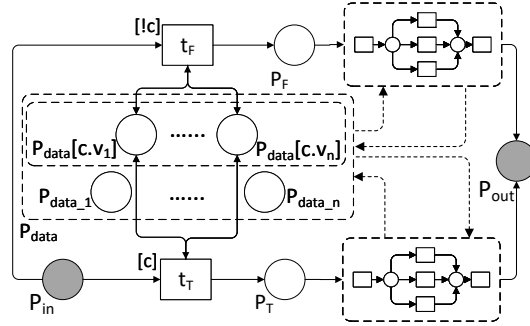 [!c]
t_F
P_F
P_data[c.v_1]
......
P_data[c.v_n]
P_data_1
......
P_data_n
P_data
P_out
[c]
t_T
P_in
P_T